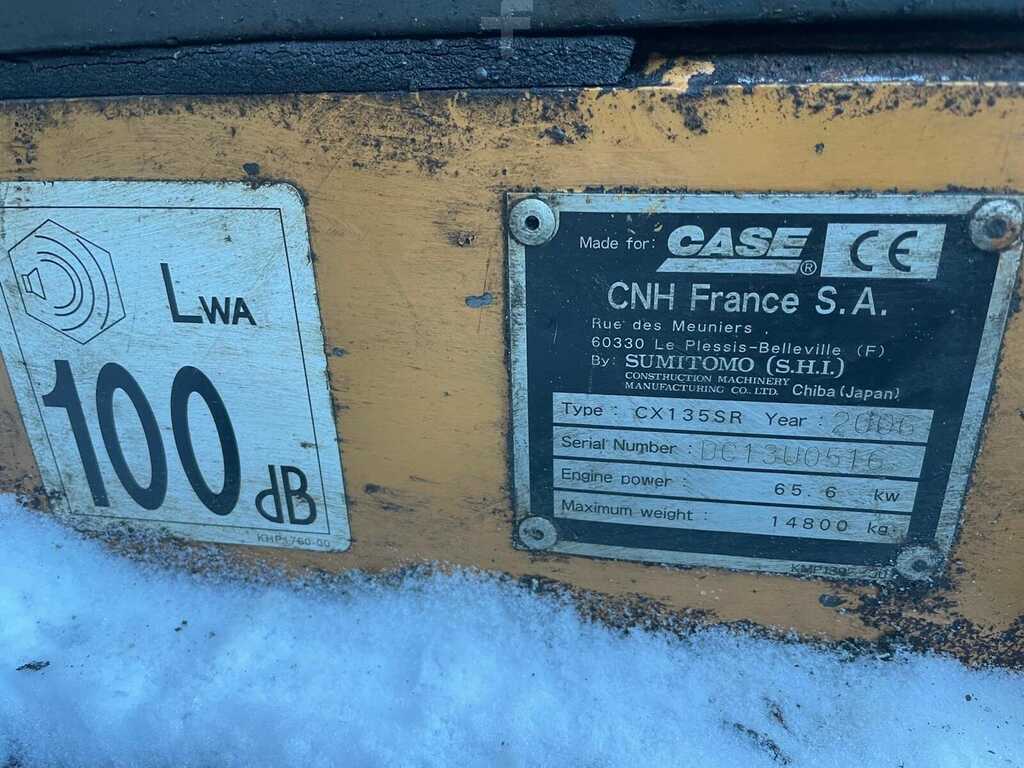 LWA
100
dB
KHP1760-00
Made for: CASE® CE
CNH France S.A.
Rue des Meuniers
60330 Le Plessis-Belleville (F)
By: SUMITOMO (S.H.I.)
CONSTRUCTION MACHINERY
MANUFACTURING CO., LTD. Chiba (Japan)
Type : CX135SR Year : 2006
Serial Number : DC13U0516
Engine power : 65.6 kw
Maximum weight : 14800 kg